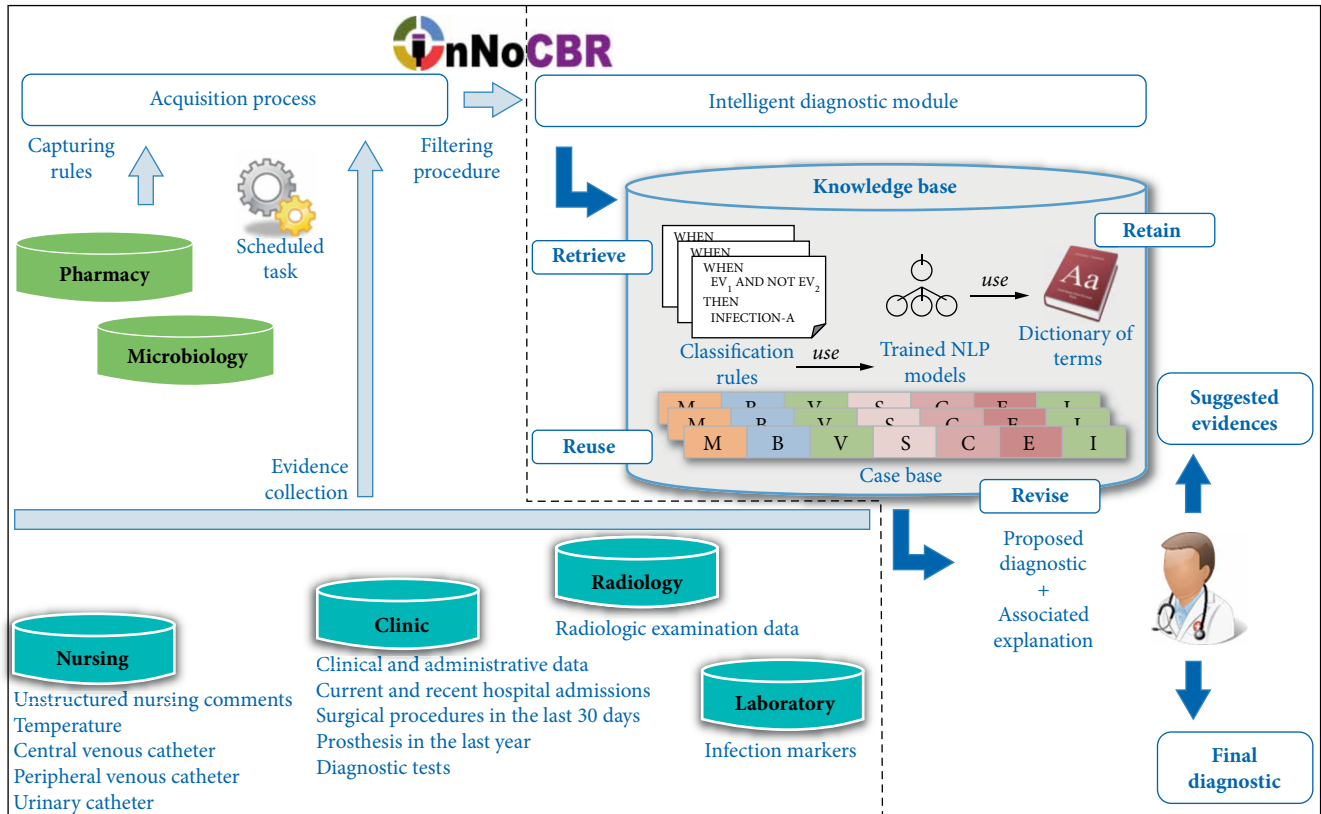 InNoCBR
Acquisition process
Intelligent diagnostic module
Capturing
rules
Filtering
procedure
Scheduled
task
Pharmacy
Microbiology
Evidence
collection
Knowledge base
Retrieve
Retain
WHEN
WHEN
WHEN
EV1 AND NOT EV2
THEN
INFECTION-A
use
Aa
Classification
rules
use
Trained NLP
models
Dictionary of
terms
M B V S C E I
M B V S C E I
M B V S C E I
Reuse
Case base
Revise
Suggested
evidences
Proposed
diagnostic
+
Associated
explanation
Final
diagnostic
Radiology
Radiologic examination data
Clinic
Clinical and administrative data
Current and recent hospital admissions
Surgical procedures in the last 30 days
Prosthesis in the last year
Diagnostic tests
Nursing
Unstructured nursing comments
Temperature
Central venous catheter
Peripheral venous catheter
Urinary catheter
Laboratory
Infection markers